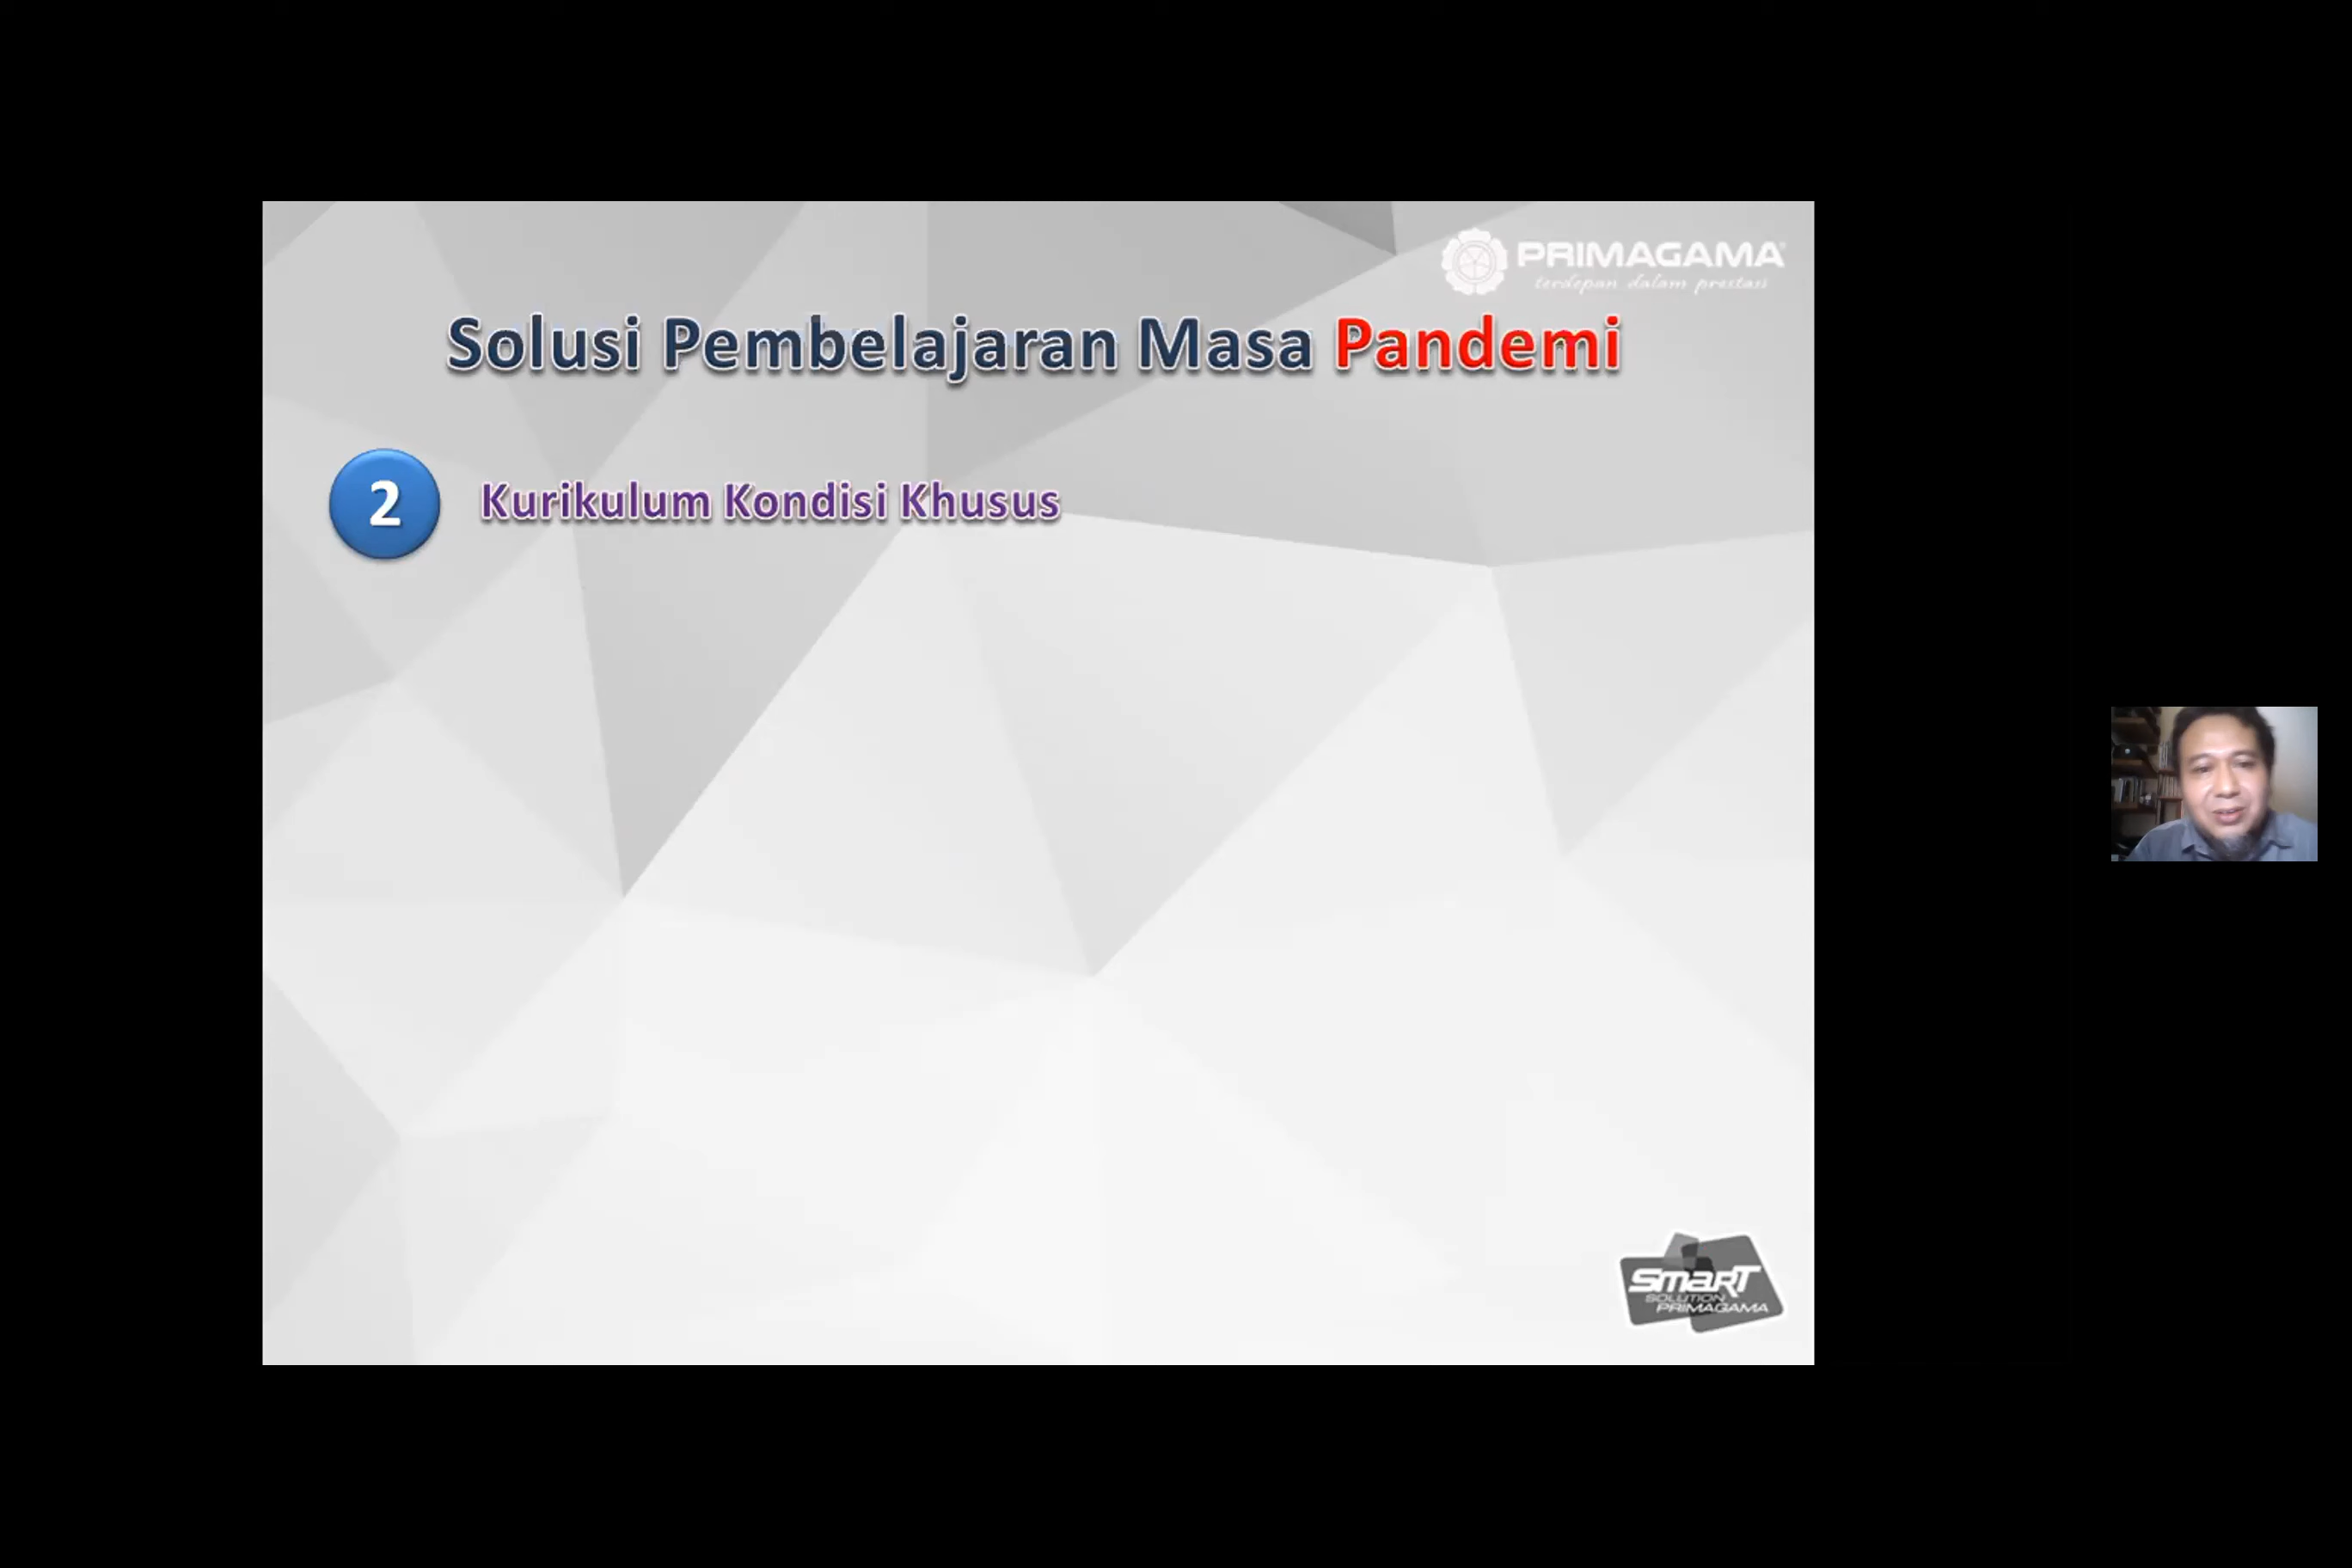 PRIMAGAMA
terdepan dalam prestasi
Solusi Pembelajaran Masa Pandemi
2 Kurikulum Kondisi Khusus
SmarT
SOLUTION
PRIMAGAMA